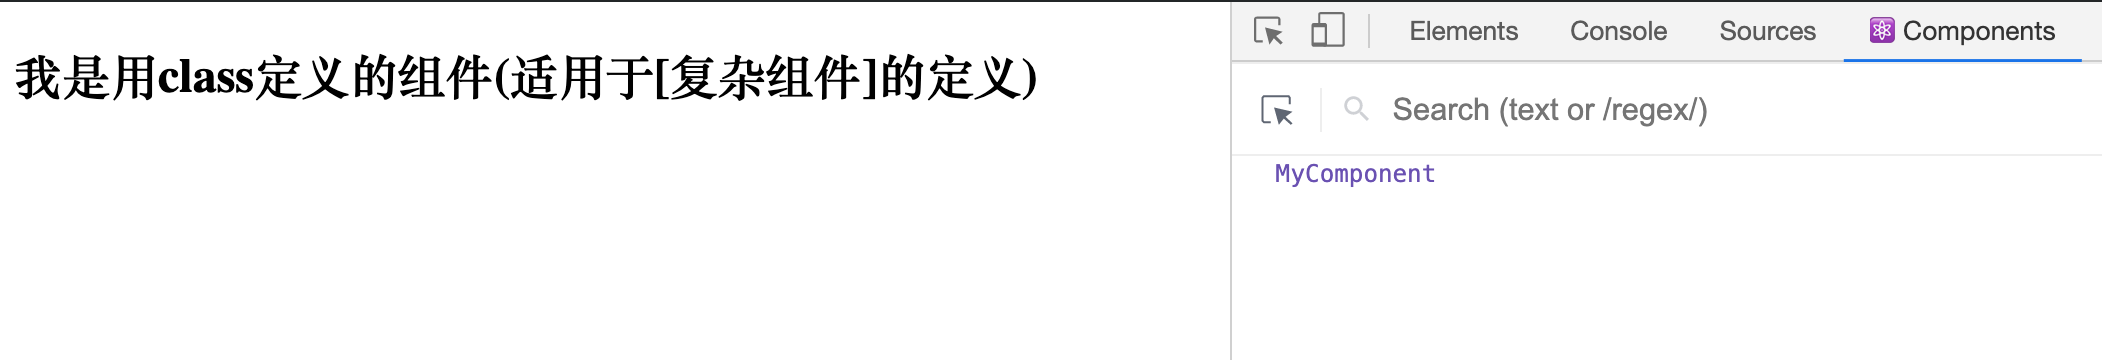 我是用class定义的组件(适用于[复杂组件]的定义)
Elements Console Sources Components
Search (text or /regex/)
MyComponent